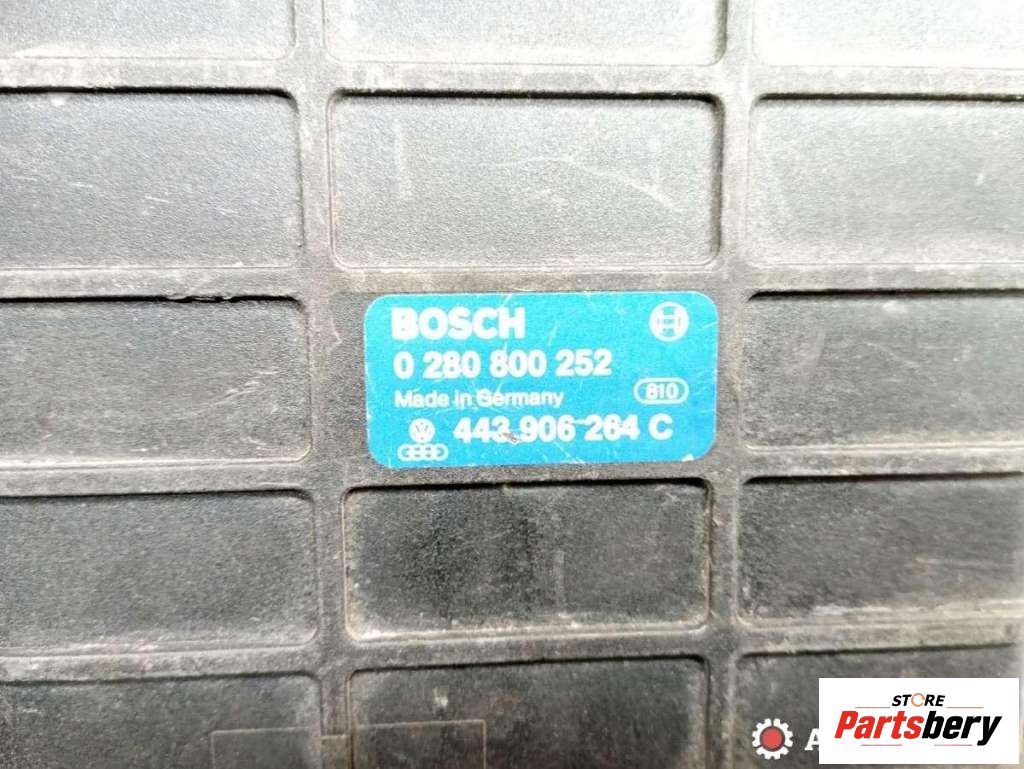 BOSCH
0 280 800 252
Made in Germany 810
443 906 264 C
STORE
Partsbery